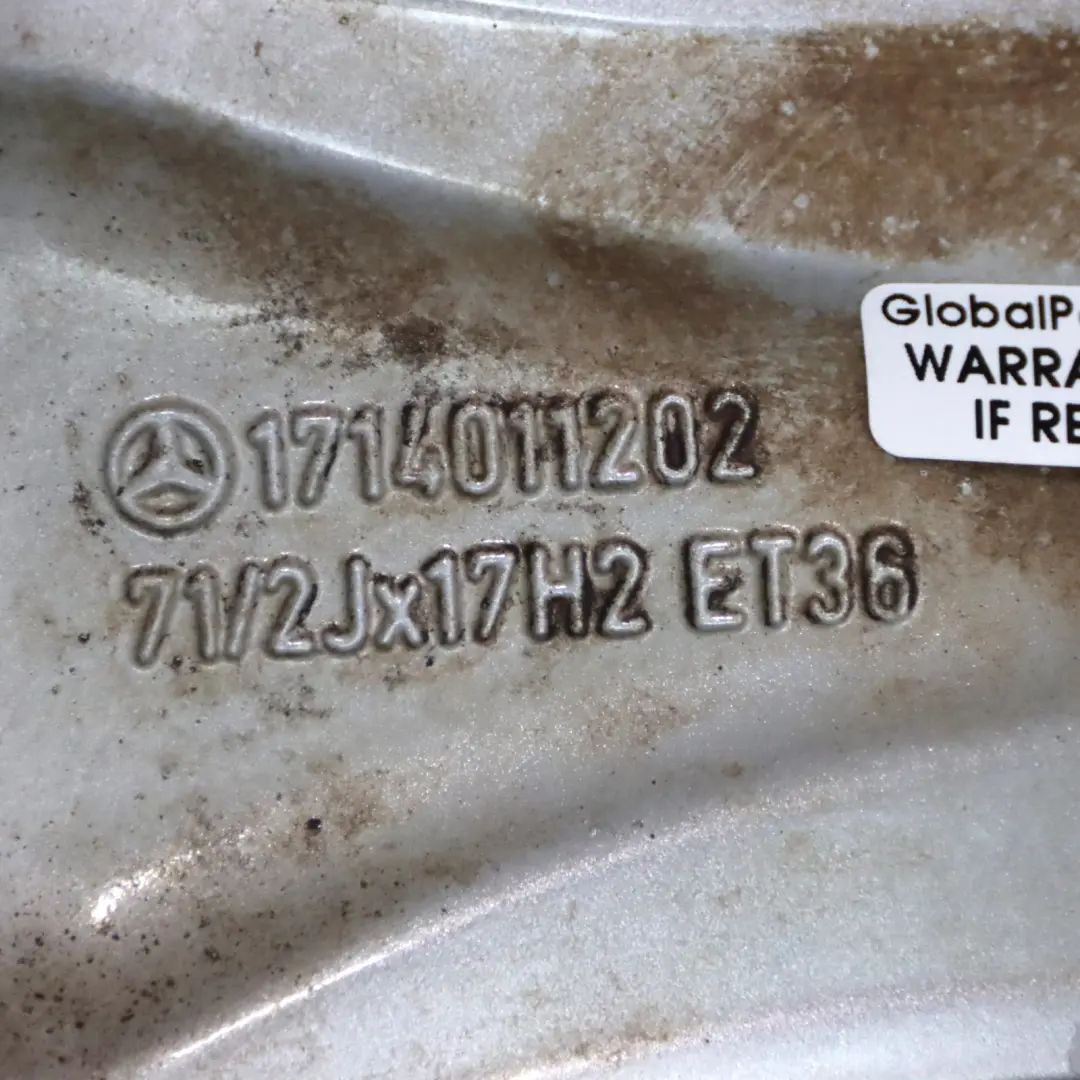 GlobalP
WARRA
IF RE
1714011202
71/2Jx17H2 ET36